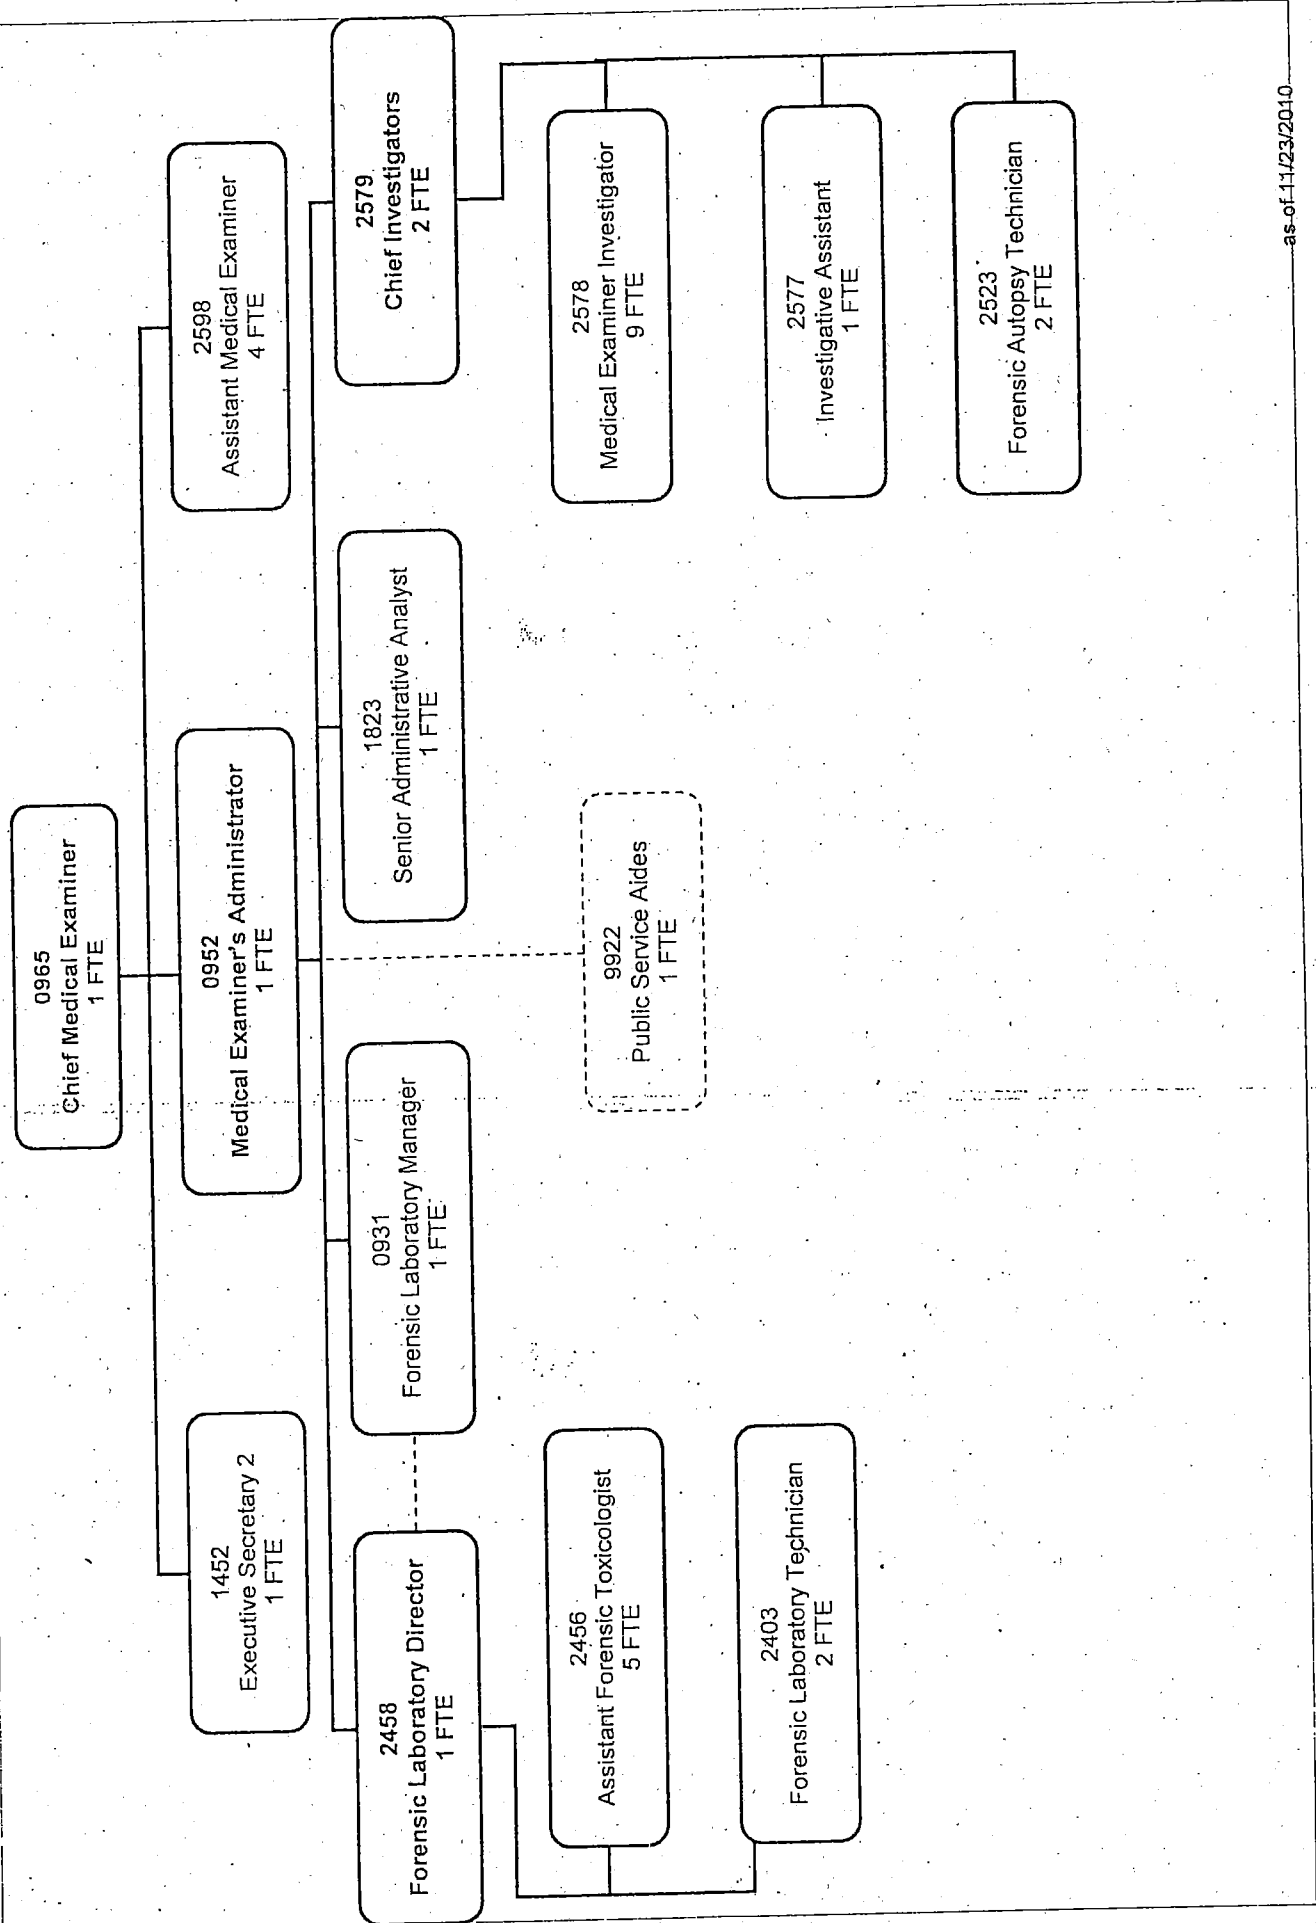 0965
Chief Medical Examiner
1 FTE
1452
Executive Secretary 2
1 FTE
0952
Medical Examiner's Administrator
1 FTE
2598
Assistant Medical Examiner
4 FTE
2458
Forensic Laboratory Director
1 FTE
0931
Forensic Laboratory Manager
1 FTE
1823
Senior Administrative Analyst
1 FTE
2579
Chief Investigators
2 FTE
2456
Assistant Forensic Toxicologist
5 FTE
9922
Public Service Aides
1 FTE
2578
Medical Examiner Investigator
9 FTE
2403
Forensic Laboratory Technician
2 FTE
2577
Investigative Assistant
1 FTE
2523
Forensic Autopsy Technician
2 FTE
as of 11/23/2010